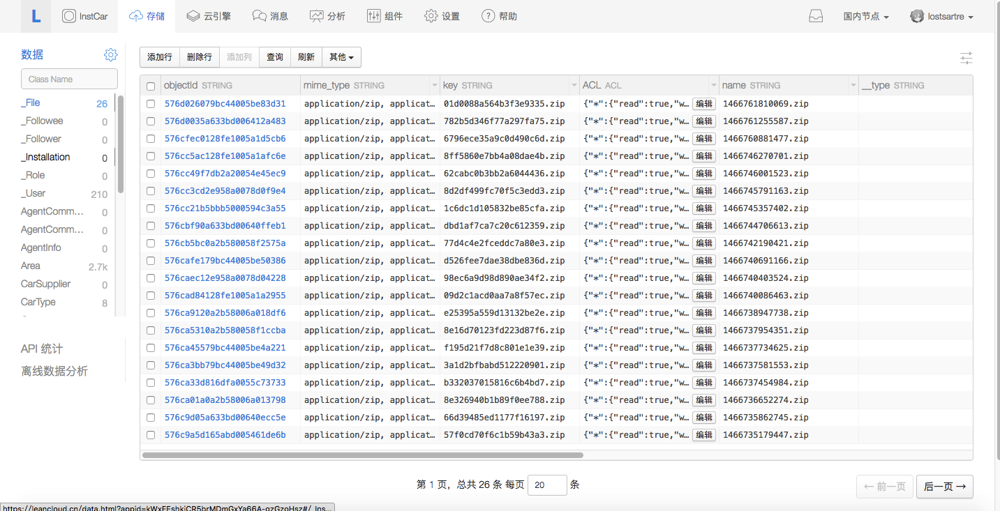 L InstCar 存储 云引擎 消息 分析 组件 设置 ? 帮助 国内节点 lostsartre
数据
Class Name
_File 26
_Followee 0
_Follower 0
_Installation 0
_Role 0
_User 210
AgentComm... 0
AgentComm... 0
AgentInfo 0
Area 2.7k
CarSupplier 0
CarType 8
API 统计
离线数据分析
添加行 删除行 添加列 查询 刷新 其他
objectId STRING mime_type STRING key STRING ACL ACL name STRING __type STRING
576d026079bc44005be83d31 application/zip, applicat… 01d0088a564b3f3e9335.zip {"*":{"read":true,"w… 编辑 1466761810069.zip
576d0035a633bd006412a483 application/zip, applicat… 782b5d346f77a297fa75.zip {"*":{"read":true,"w… 编辑 1466761255587.zip
576cfec0128fe1005a1d5cb6 application/zip, applicat… 6796ece35a9c0d490c6d.zip {"*":{"read":true,"w… 编辑 1466760881477.zip
576cc5ac128fe1005a1afc6e application/zip, applicat… 8ff5860e7bb4a08dae4b.zip {"*":{"read":true,"w… 编辑 1466746270701.zip
576cc49f7db2a20054e45ec9 application/zip, applicat… 62cabc0b3bb2a6044436.zip {"*":{"read":true,"w… 编辑 1466746001523.zip
576cc3cd2e958a0078d0f9e4 application/zip, applicat… 8d2df499fc70f5c3edd3.zip {"*":{"read":true,"w… 编辑 1466745791163.zip
576cc21b5bbb5000594c3a55 application/zip, applicat… 1c6dc1d105832be85cfa.zip {"*":{"read":true,"w… 编辑 1466745357402.zip
576cbf90a633bd00640ffeb1 application/zip, applicat… dbd1af7ca7c20c612359.zip {"*":{"read":true,"w… 编辑 1466744706613.zip
576cb5bc0a2b580058f2575a application/zip, applicat… 77d4c4e2fceddc7a80e3.zip {"*":{"read":true,"w… 编辑 1466742190421.zip
576cafe179bc44005be50386 application/zip, applicat… d526fee7dae38dbe836d.zip {"*":{"read":true,"w… 编辑 1466740691166.zip
576caec12e958a0078d04228 application/zip, applicat… 98ec6a9d98d890ae34f2.zip {"*":{"read":true,"w… 编辑 1466740403524.zip
576cad84128fe1005a1a2955 application/zip, applicat… 09d2c1acd0aa7a8f57ec.zip {"*":{"read":true,"w… 编辑 1466740086463.zip
576ca9120a2b58006a018df6 application/zip, applicat… e25395a559d13132be2e.zip {"*":{"read":true,"w… 编辑 1466738947738.zip
576ca5310a2b580058f1ccba application/zip, applicat… 8e16d70123fd223d87f6.zip {"*":{"read":true,"w… 编辑 1466737954351.zip
576ca45579bc44005be4a221 application/zip, applicat… f195d21f7d8c801e1e39.zip {"*":{"read":true,"w… 编辑 1466737734625.zip
576ca3bb79bc44005be49d32 application/zip, applicat… 3a1d2bfbabd512220901.zip {"*":{"read":true,"w… 编辑 1466737581553.zip
576ca33d816dfa0055c73733 application/zip, applicat… b332037015816c6b4bd7.zip {"*":{"read":true,"w… 编辑 1466737454984.zip
576ca01a0a2b58006a013798 application/zip, applicat… 8e326940b1b89f0ee788.zip {"*":{"read":true,"w… 编辑 1466736652274.zip
576c9d05a633bd00640ecc5e application/zip, applicat… 66d39485ed1177f16197.zip {"*":{"read":true,"w… 编辑 1466735862745.zip
576c9a5d165abd005461de6b application/zip, applicat… 57f0cd70f6c1b59b43a3.zip {"*":{"read":true,"w… 编辑 1466735179447.zip
第 1 页，总共 26 条 每页 20 条 ← 前一页 后一页 →